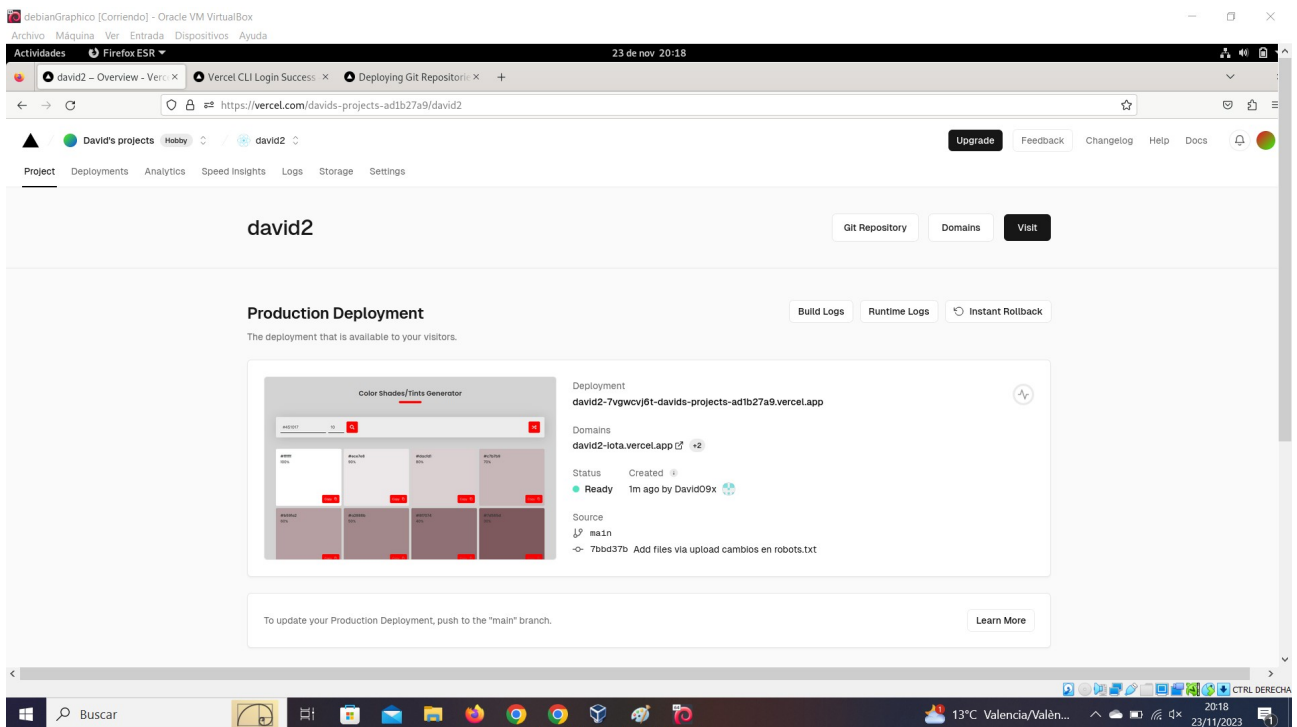 debianGraphico [Corriendo] - Oracle VM VirtualBox
Archivo Máquina Ver Entrada Dispositivos Ayuda
Actividades Firefox ESR 23 de nov 20:18
david2 – Overview - Verc Vercel CLI Login Success Deploying Git Repositorie
https://vercel.com/davids-projects-ad1b27a9/david2
David's projects Hobby / david2 Upgrade Feedback Changelog Help Docs
Project Deployments Analytics Speed Insights Logs Storage Settings
david2 Git Repository Domains Visit
Production Deployment Build Logs Runtime Logs Instant Rollback
The deployment that is available to your visitors.
Color Shades/Tints Generator
10
100% 90% 80% 70%
Deployment
david2-7vgwcvj6t-davids-projects-ad1b27a9.vercel.app
Domains
david2-iota.vercel.app +2
Status Created
Ready 1m ago by David09x
Source
main
7bbd37b Add files via upload cambios en robots.txt
To update your Production Deployment, push to the "main" branch. Learn More
CTRL DERECHA
Buscar 13°C Valencia/Valèn... 20:18
23/11/2023 1